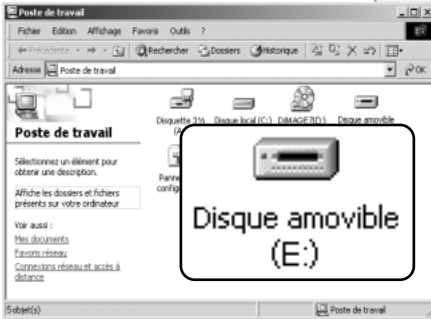 Poste de travail
Fichier Edition Affichage Favoris Outils ?
Précédente Rechercher Dossiers Historique
Adresse Poste de travail OK
Disquette 3½ Disque local (C:) DiMAGE7(D:) Disque amovible
Poste de travail
Sélectionnez un élément pour
obtenir une description.
Affiche les dossiers et fichiers
présents sur votre ordinateur
Voir aussi :
Mes documents
Favoris réseau
Connexions réseau et accès à
distance
Disque amovible
(E:)
5 objet(s) Poste de travail